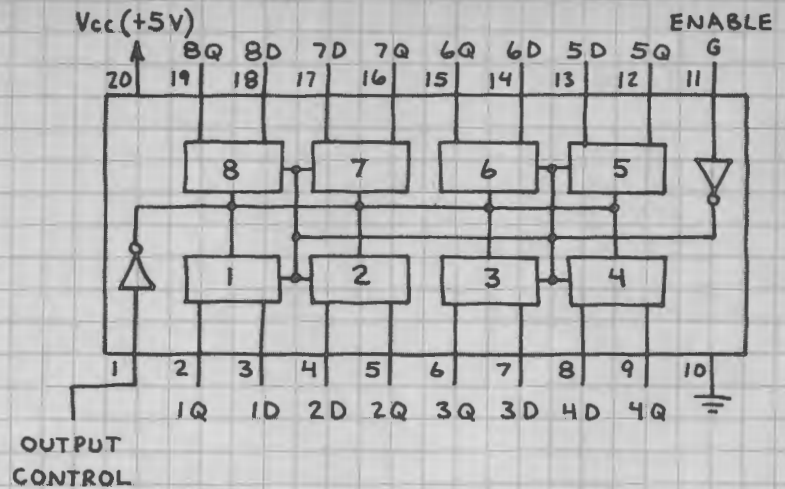 Vcc (+5V)
ENABLE
8Q 8D 7D 7Q 6Q 6D 5D 5Q G
20 19 18 17 16 15 14 13 12 11
8 7 6 5
1 2 3 4
1 2 3 4 5 6 7 8 9 10
1Q 1D 2D 2Q 3Q 3D 4D 4Q
OUTPUT
CONTROL